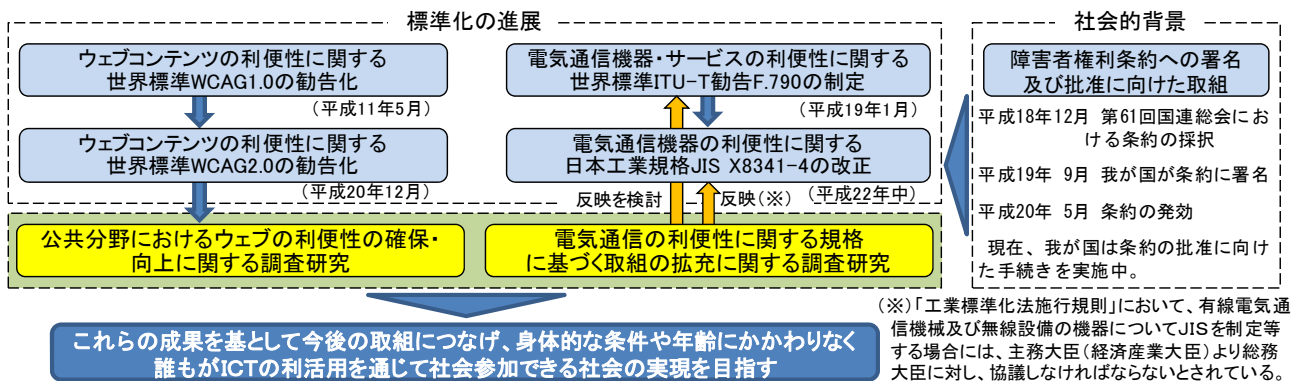 標準化の進展
ウェブコンテンツの利便性に関する
世界標準WCAG1.0の勧告化
(平成11年5月)
ウェブコンテンツの利便性に関する
世界標準WCAG2.0の勧告化
(平成20年12月)
電気通信機器・サービスの利便性に関する
世界標準ITU-T勧告F.790の制定
(平成19年1月)
電気通信機器の利便性に関する
日本工業規格JIS X8341-4の改正
(平成22年中)
反映を検討
反映(※)
公共分野におけるウェブの利便性の確保・
向上に関する調査研究
電気通信の利便性に関する規格
に基づく取組の拡充に関する調査研究
社会的背景
障害者権利条約への署名
及び批准に向けた取組
平成18年12月 第61回国連総会にお
ける条約の採択
平成19年 9月 我が国が条約に署名
平成20年 5月 条約の発効
現在、我が国は条約の批准に向け
た手続きを実施中。
これらの成果を基として今後の取組につなげ、身体的な条件や年齢にかかわりなく
誰もがICTの利活用を通じて社会参加できる社会の実現を目指す
(※)「工業標準化法施行規則」において、有線電気通
信機械及び無線設備の機器についてJISを制定等
する場合には、主務大臣(経済産業大臣)より総務
大臣に対し、協議しなければならないとされている。